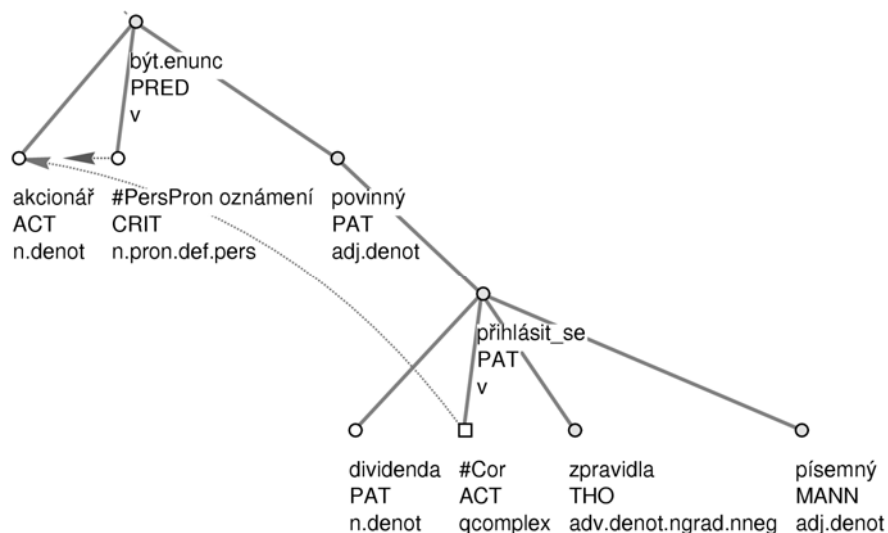 být.enunc
PRED
v
akcionář #PersPron oznámení povinný
ACT CRIT PAT
n.denot n.pron.def.pers adj.denot
přihlásit_se
PAT
v
dividenda #Cor zpravidla písemný
PAT ACT THO MANN
n.denot qcomplex adv.denot.ngrad.nneg adj.denot